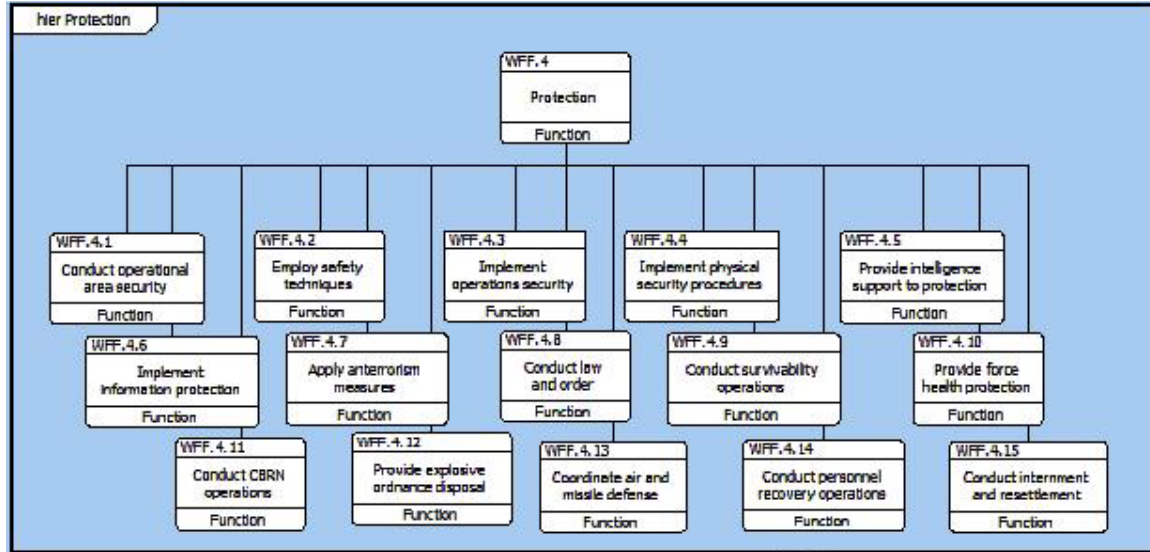 hier Protection
WFF.4
Protection
Function
WFF.4.1
Conduct operational
area security
Function
WFF.4.2
Employ safety
techniques
Function
WFF.4.3
Implement
operations security
Function
WFF.4.4
Implement physical
security procedures
Function
WFF.4.5
Provide intelligence
support to protection
Function
WFF.4.6
Implement
information protection
Function
WFF.4.7
Apply anterrorism
measures
Function
WFF.4.8
Conduct law
and order
Function
WFF.4.9
Conduct survivability
operations
Function
WFF.4.10
Provide force
health protection
Function
WFF.4.11
Conduct CBRN
operations
Function
WFF.4.12
Provide explosive
ordnance disposal
Function
WFF.4.13
Coordinate air and
missile defense
Function
WFF.4.14
Conduct personnel
recovery operations
Function
WFF.4.15
Conduct internment
and resettlement
Function